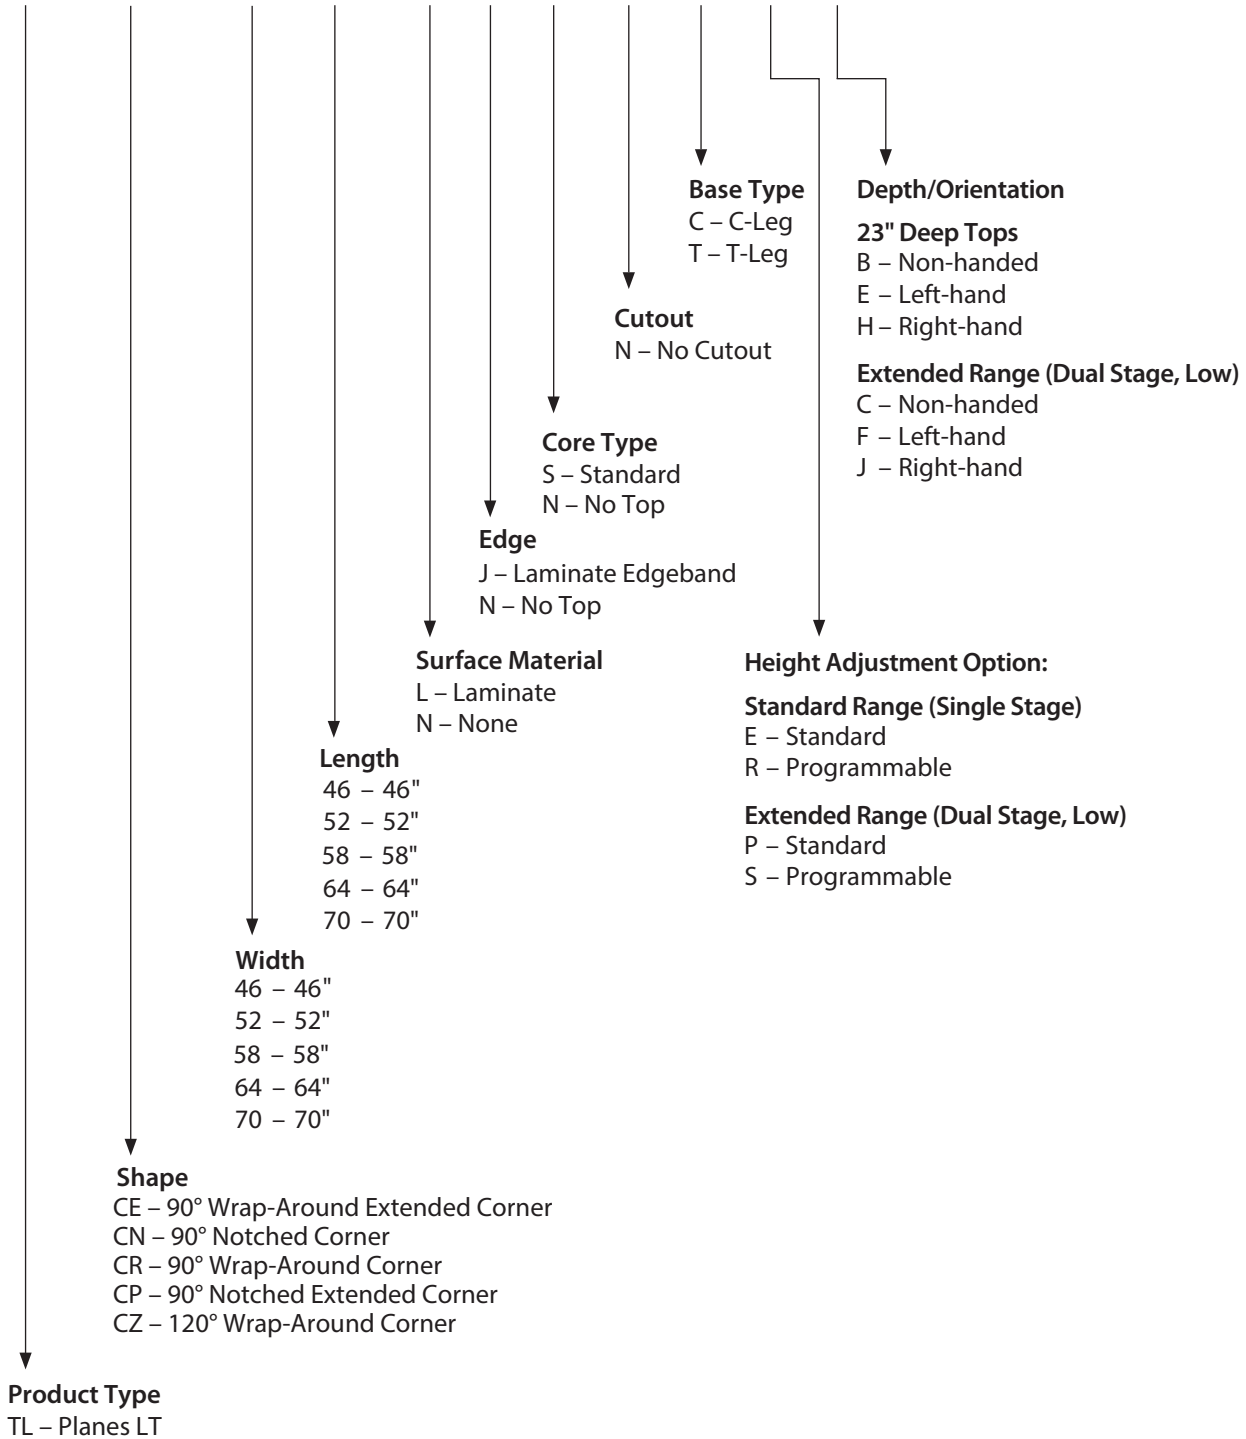 Base Type
C – C-Leg
T – T-Leg
Depth/Orientation
23" Deep Tops
B – Non-handed
E – Left-hand
H – Right-hand
Extended Range (Dual Stage, Low)
C – Non-handed
F – Left-hand
J – Right-hand
Cutout
N – No Cutout
Core Type
S – Standard
N – No Top
Edge
J – Laminate Edgeband
N – No Top
Surface Material
L – Laminate
N – None
Height Adjustment Option:
Standard Range (Single Stage)
E – Standard
R – Programmable
Extended Range (Dual Stage, Low)
P – Standard
S – Programmable
Length
46 – 46"
52 – 52"
58 – 58"
64 – 64"
70 – 70"
Width
46 – 46"
52 – 52"
58 – 58"
64 – 64"
70 – 70"
Shape
CE – 90° Wrap-Around Extended Corner
CN – 90° Notched Corner
CR – 90° Wrap-Around Corner
CP – 90° Notched Extended Corner
CZ – 120° Wrap-Around Corner
Product Type
TL – Planes LT